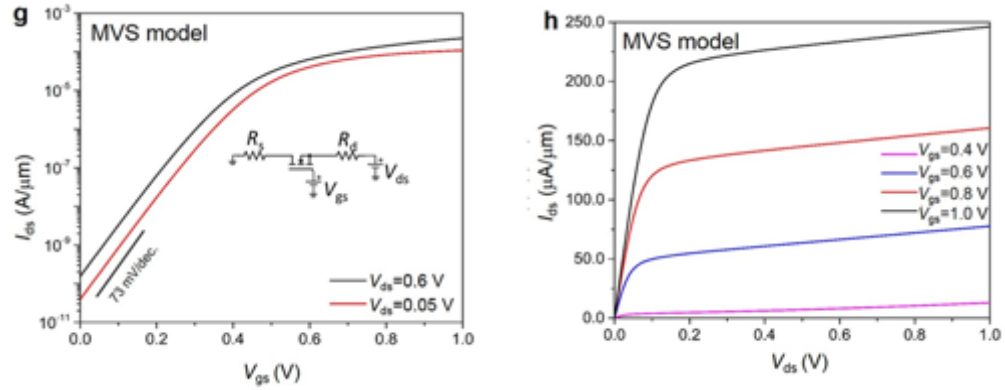 g
MVS model
10⁻³
10⁻⁵
10⁻⁷
10⁻⁹
10⁻¹¹
I_ds (A/μm)
R_s
R_d
V_ds
V_gs
73 mV/dec.
V_ds=0.6 V
V_ds=0.05 V
0.0 0.2 0.4 0.6 0.8 1.0
V_gs (V)
h
MVS model
250.0
200.0
150.0
100.0
50.0
0.0
I_ds (μA/μm)
V_gs=0.4 V
V_gs=0.6 V
V_gs=0.8 V
V_gs=1.0 V
0.0 0.2 0.4 0.6 0.8 1.0
V_ds (V)